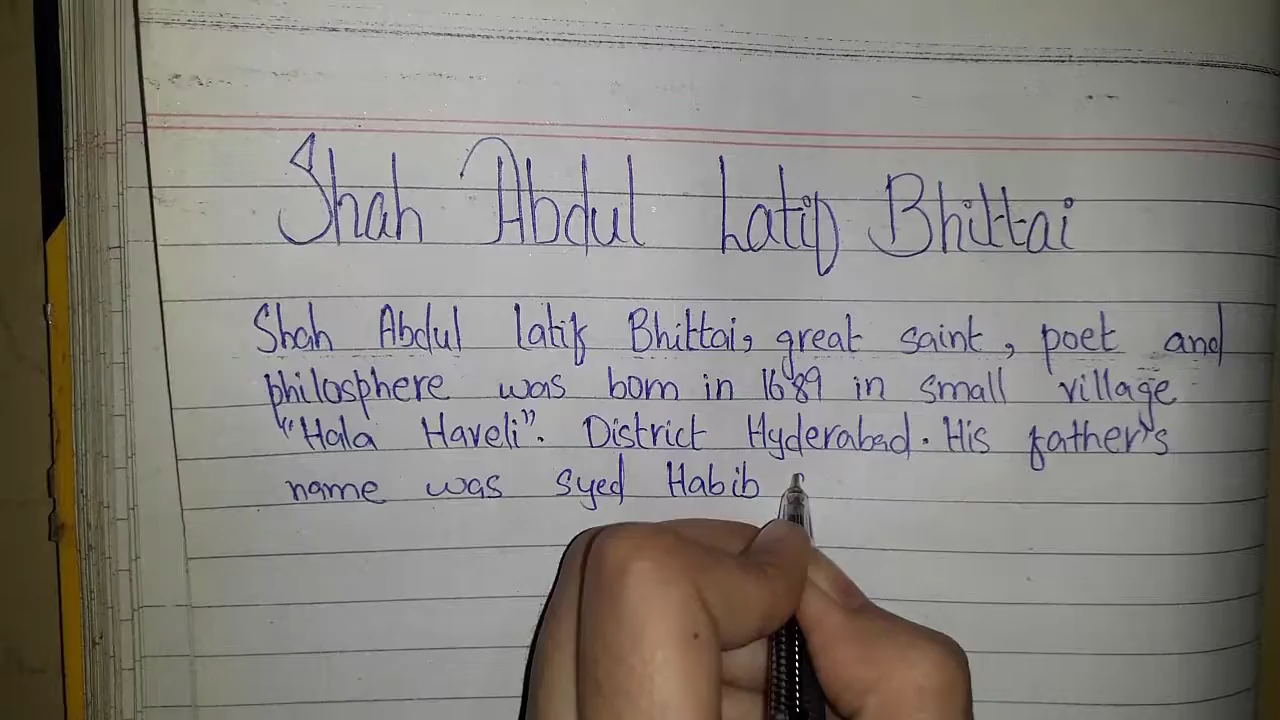 Shah Abdul Latif Bhittai
Shah Abdul latif Bhittai, great saint, poet and
philosphere was born in 1689 in small village
"Hala Haveli". District Hyderabad. His father's
name was syed Habib